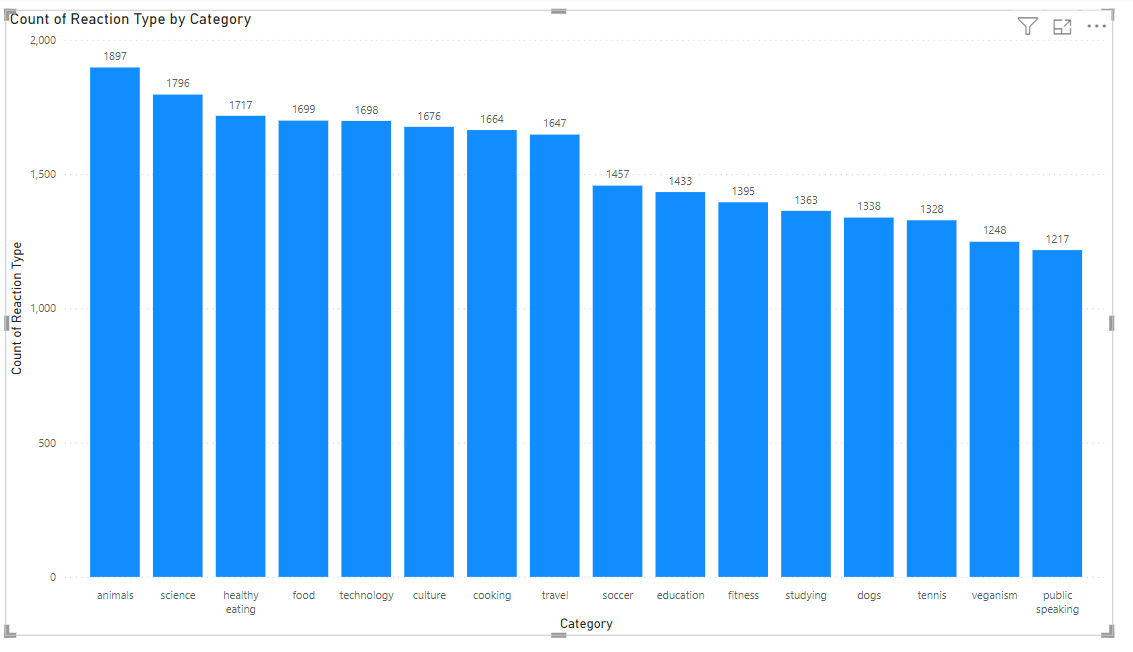 Count of Reaction Type by Category
2,000
1,500
1,000
500
0
Count of Reaction Type
1897
1796
1717
1699
1698
1676
1664
1647
1457
1433
1395
1363
1338
1328
1248
1217
animals
science
healthy
eating
food
technology
culture
cooking
travel
soccer
education
fitness
studying
dogs
tennis
veganism
public
speaking
Category